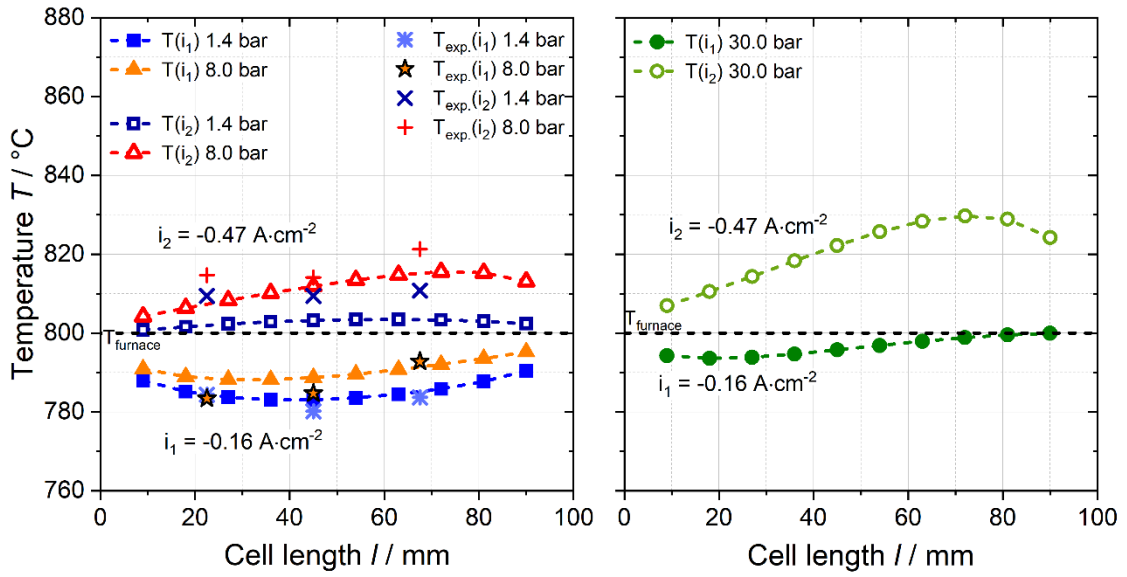 880
860
840
820
800
780
760
Temperature T / °C
T(i₁) 1.4 bar
T(i₁) 8.0 bar
T(i₂) 1.4 bar
T(i₂) 8.0 bar
Texp.(i₁) 1.4 bar
Texp.(i₁) 8.0 bar
Texp.(i₂) 1.4 bar
Texp.(i₂) 8.0 bar
i₂ = -0.47 A·cm⁻²
Tfurnace
i₁ = -0.16 A·cm⁻²
0 20 40 60 80 100
Cell length l / mm
T(i₁) 30.0 bar
T(i₂) 30.0 bar
i₂ = -0.47 A·cm⁻²
Tfurnace
i₁ = -0.16 A·cm⁻²
0 20 40 60 80 100
Cell length l / mm